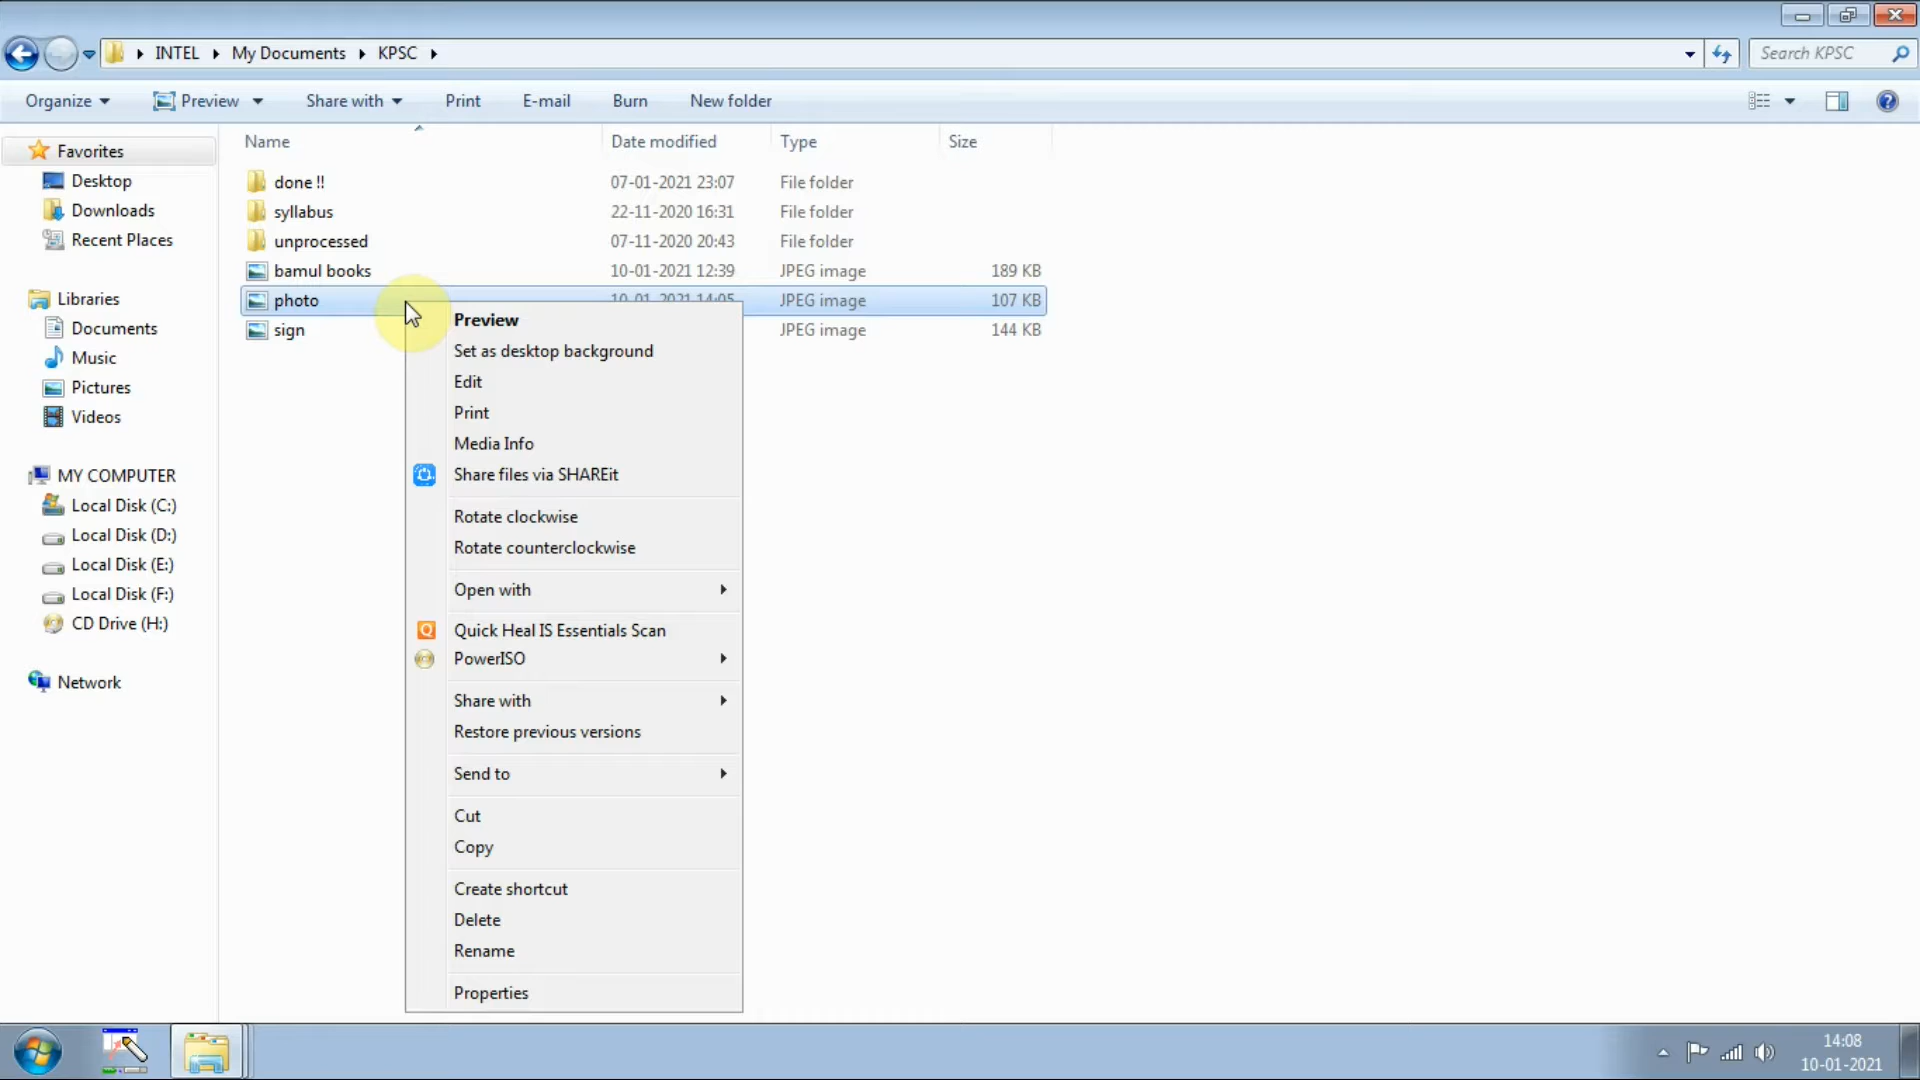 INTEL My Documents KPSC
Search KPSC
Organize Preview Share with Print E-mail Burn New folder
Name Date modified Type Size
Favorites
Desktop
Downloads
Recent Places
Libraries
Documents
Music
Pictures
Videos
MY COMPUTER
Local Disk (C:)
Local Disk (D:)
Local Disk (E:)
Local Disk (F:)
CD Drive (H:)
Network
done !! 07-01-2021 23:07 File folder
syllabus 22-11-2020 16:31 File folder
unprocessed 07-11-2020 20:43 File folder
bamul books 10-01-2021 12:39 JPEG image 189 KB
photo 10-01-2021 14:05 JPEG image 107 KB
sign JPEG image 144 KB
Preview
Set as desktop background
Edit
Print
Media Info
Share files via SHAREit
Rotate clockwise
Rotate counterclockwise
Open with
Quick Heal IS Essentials Scan
PowerISO
Share with
Restore previous versions
Send to
Cut
Copy
Create shortcut
Delete
Rename
Properties
14:08
10-01-2021